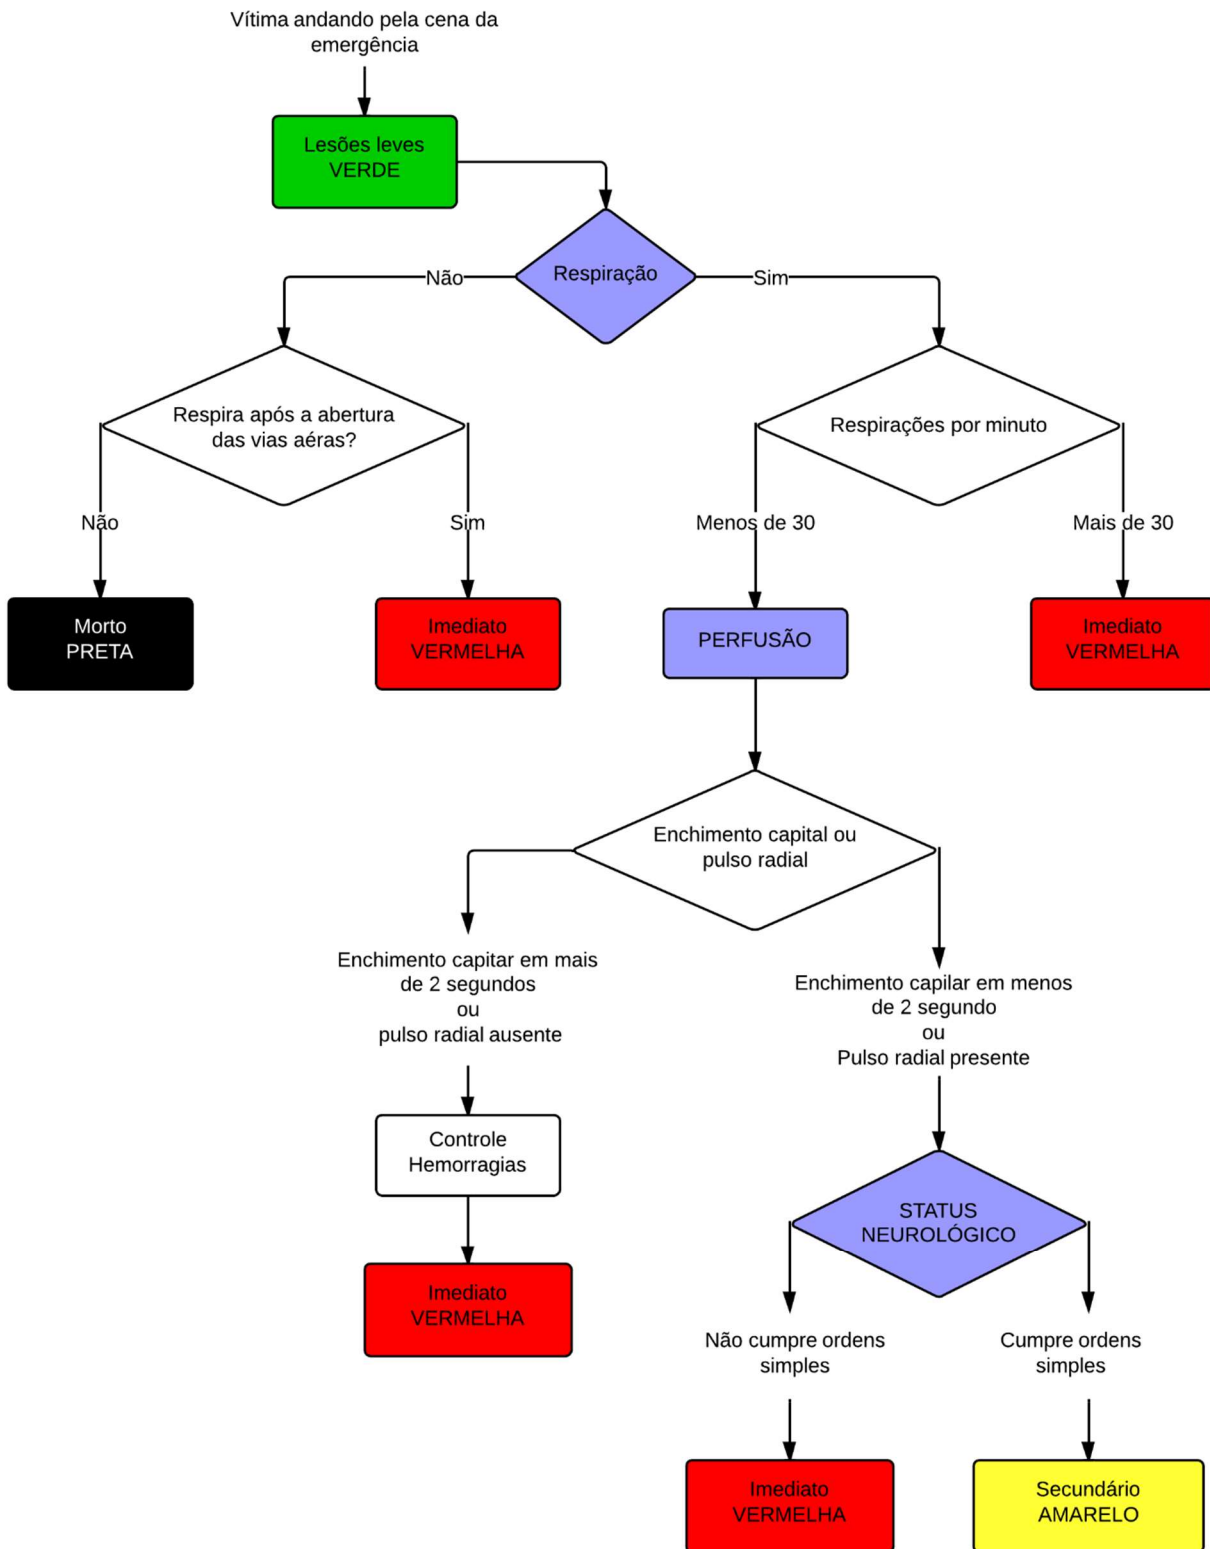 Vítima andando pela cena da
emergência
Lesões leves
VERDE
Respiração
Não
Sim
Respira após a abertura
das vias aéras?
Respirações por minuto
Não
Sim
Menos de 30
Mais de 30
Morto
PRETA
Imediato
VERMELHA
PERFUSÃO
Imediato
VERMELHA
Enchimento capital ou
pulso radial
Enchimento capitar em mais
de 2 segundos
ou
pulso radial ausente
Enchimento capilar em menos
de 2 segundo
ou
Pulso radial presente
Controle
Hemorragias
Imediato
VERMELHA
STATUS
NEUROLÓGICO
Não cumpre ordens
simples
Cumpre ordens
simples
Imediato
VERMELHA
Secundário
AMARELO